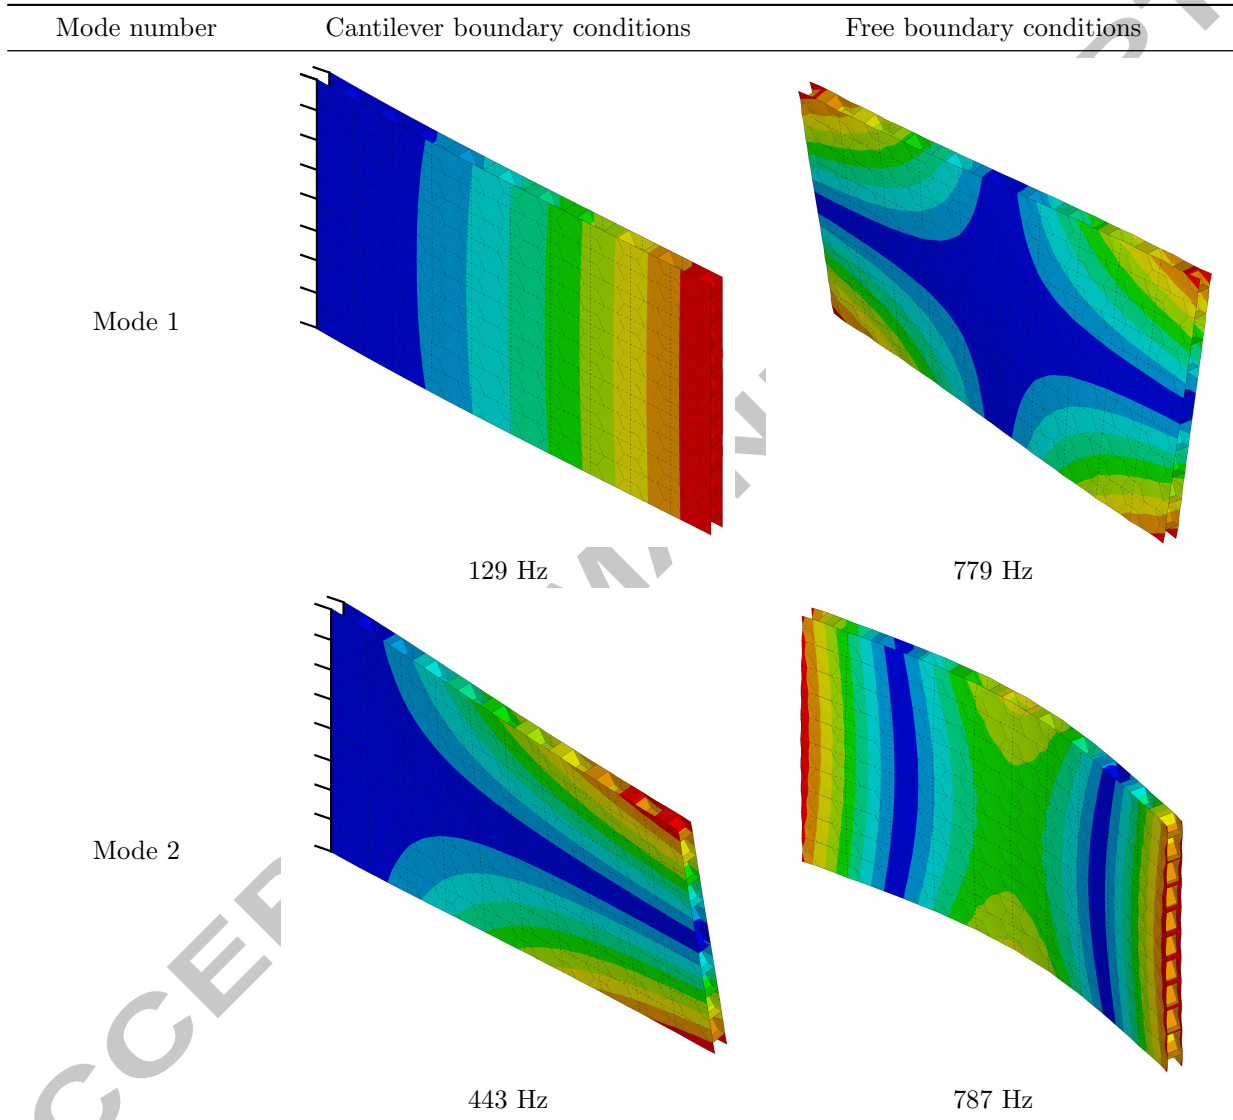 Mode number Cantilever boundary conditions Free boundary conditions
Mode 1
129 Hz 779 Hz
Mode 2
443 Hz 787 Hz